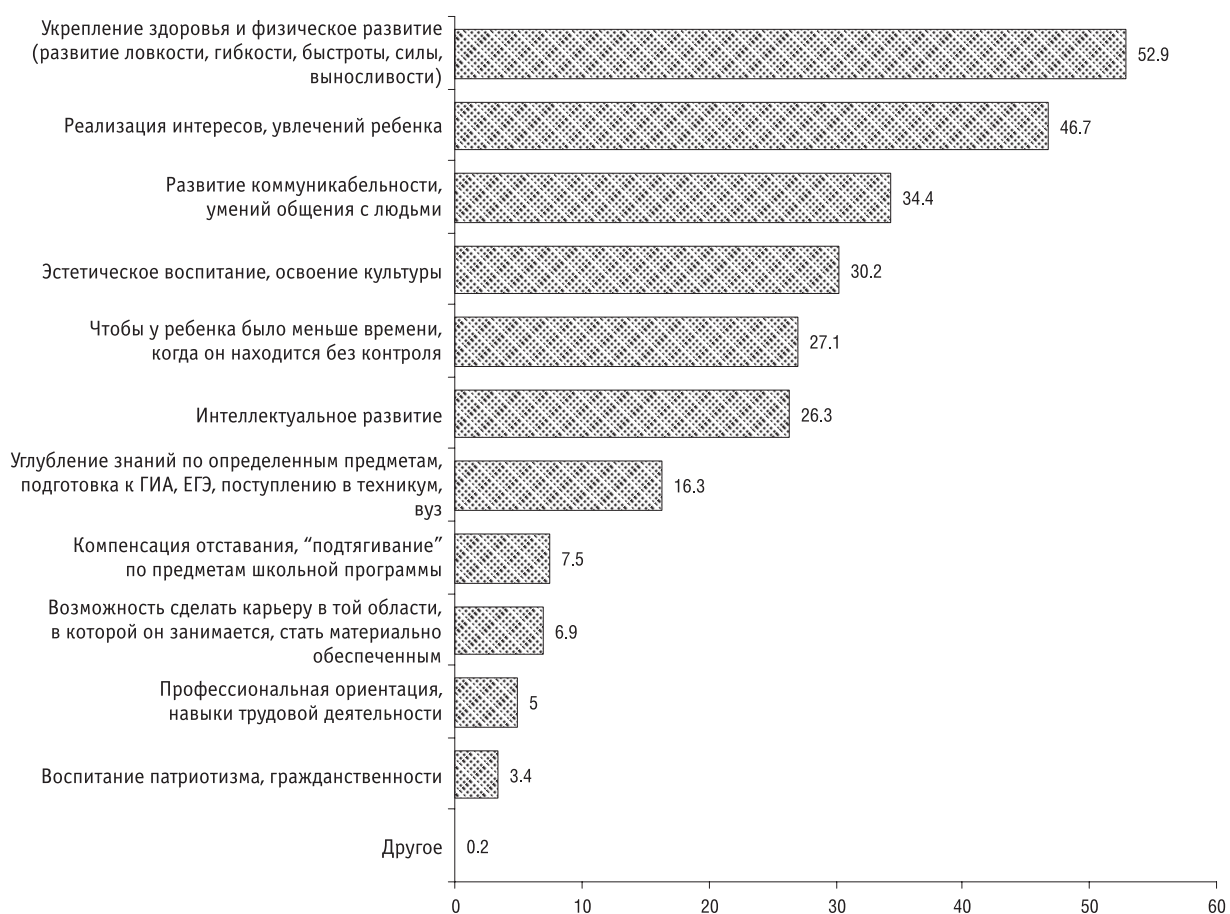 Укрепление здоровья и физическое развитие
(развитие ловкости, гибкости, быстроты, силы,
выносливости)
52.9
Реализация интересов, увлечений ребенка
46.7
Развитие коммуникабельности,
умений общения с людьми
34.4
Эстетическое воспитание, освоение культуры
30.2
Чтобы у ребенка было меньше времени,
когда он находится без контроля
27.1
Интеллектуальное развитие
26.3
Углубление знаний по определенным предметам,
подготовка к ГИА, ЕГЭ, поступлению в техникум,
вуз
16.3
Компенсация отставания, “подтягивание”
по предметам школьной программы
7.5
Возможность сделать карьеру в той области,
в которой он занимается, стать материально
обеспеченным
6.9
Профессиональная ориентация,
навыки трудовой деятельности
5
Воспитание патриотизма, гражданственности
3.4
Другое
0.2
0 10 20 30 40 50 60